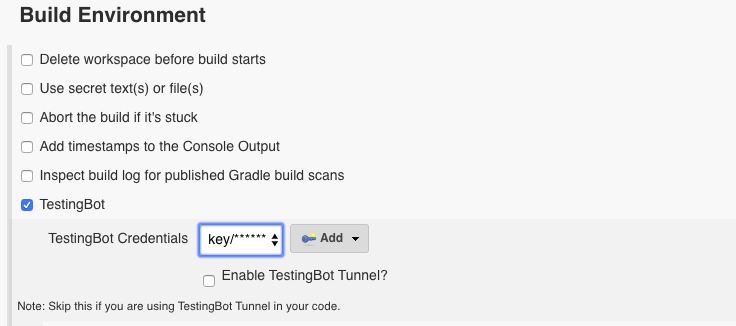 Build Environment
Delete workspace before build starts
Use secret text(s) or file(s)
Abort the build if it's stuck
Add timestamps to the Console Output
Inspect build log for published Gradle build scans
TestingBot
TestingBot Credentials key/****** Add
Enable TestingBot Tunnel?
Note: Skip this if you are using TestingBot Tunnel in your code.